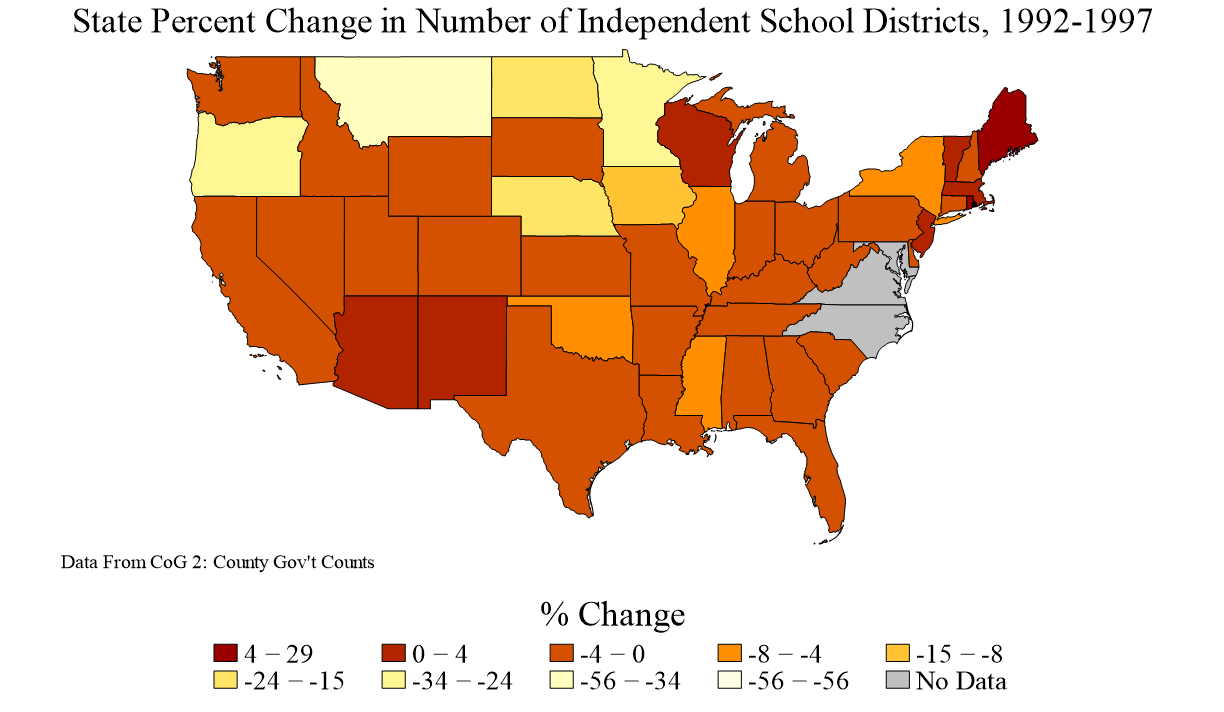 State Percent Change in Number of Independent School Districts, 1992-1997
Data From CoG 2: County Gov't Counts
% Change
4 − 29 0 − 4 -4 − 0 -8 − -4 -15 − -8
-24 − -15 -34 − -24 -56 − -34 -56 − -56 No Data